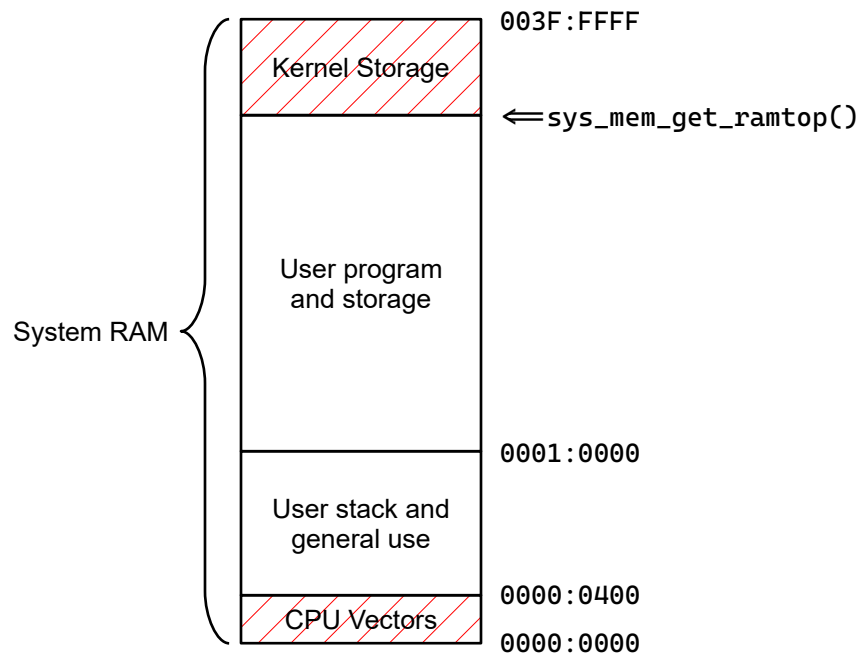 003F:FFFF
Kernel Storage
⟸sys_mem_get_ramtop()
User program
and storage
System RAM
0001:0000
User stack and
general use
0000:0400
CPU Vectors
0000:0000